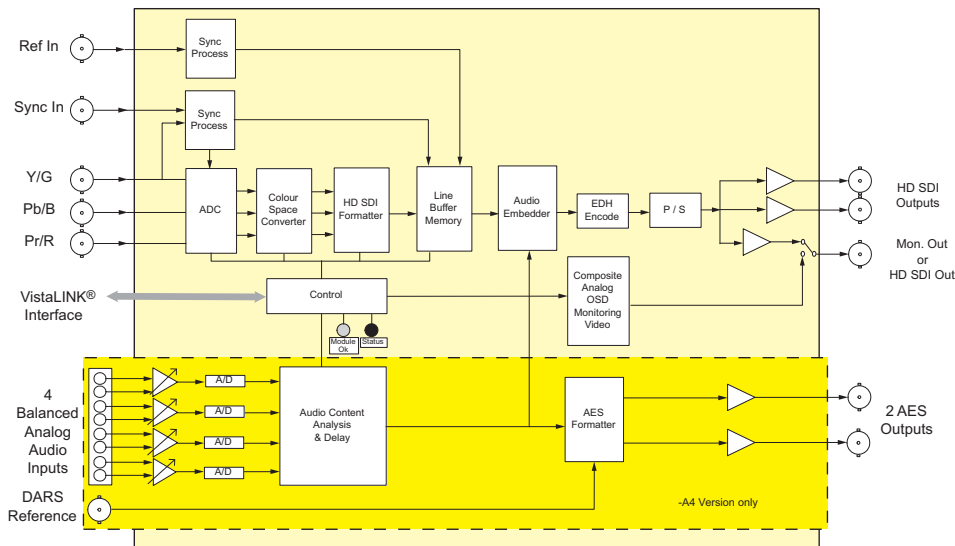 Ref In
Sync
Process
Sync In
Sync
Process
Y/G
Pb/B
Pr/R
ADC
Colour
Space
Converter
HD SDI
Formatter
Line
Buffer
Memory
Audio
Embedder
EDH
Encode
P / S
HD SDI
Outputs
Mon. Out
or
HD SDI Out
VistaLINK®
Interface
Control
Module
Ok
Status
Composite
Analog
OSD
Monitoring
Video
4
Balanced
Analog
Audio
Inputs
A/D
A/D
A/D
A/D
Audio Content
Analysis
& Delay
AES
Formatter
2 AES
Outputs
DARS
Reference
-A4 Version only